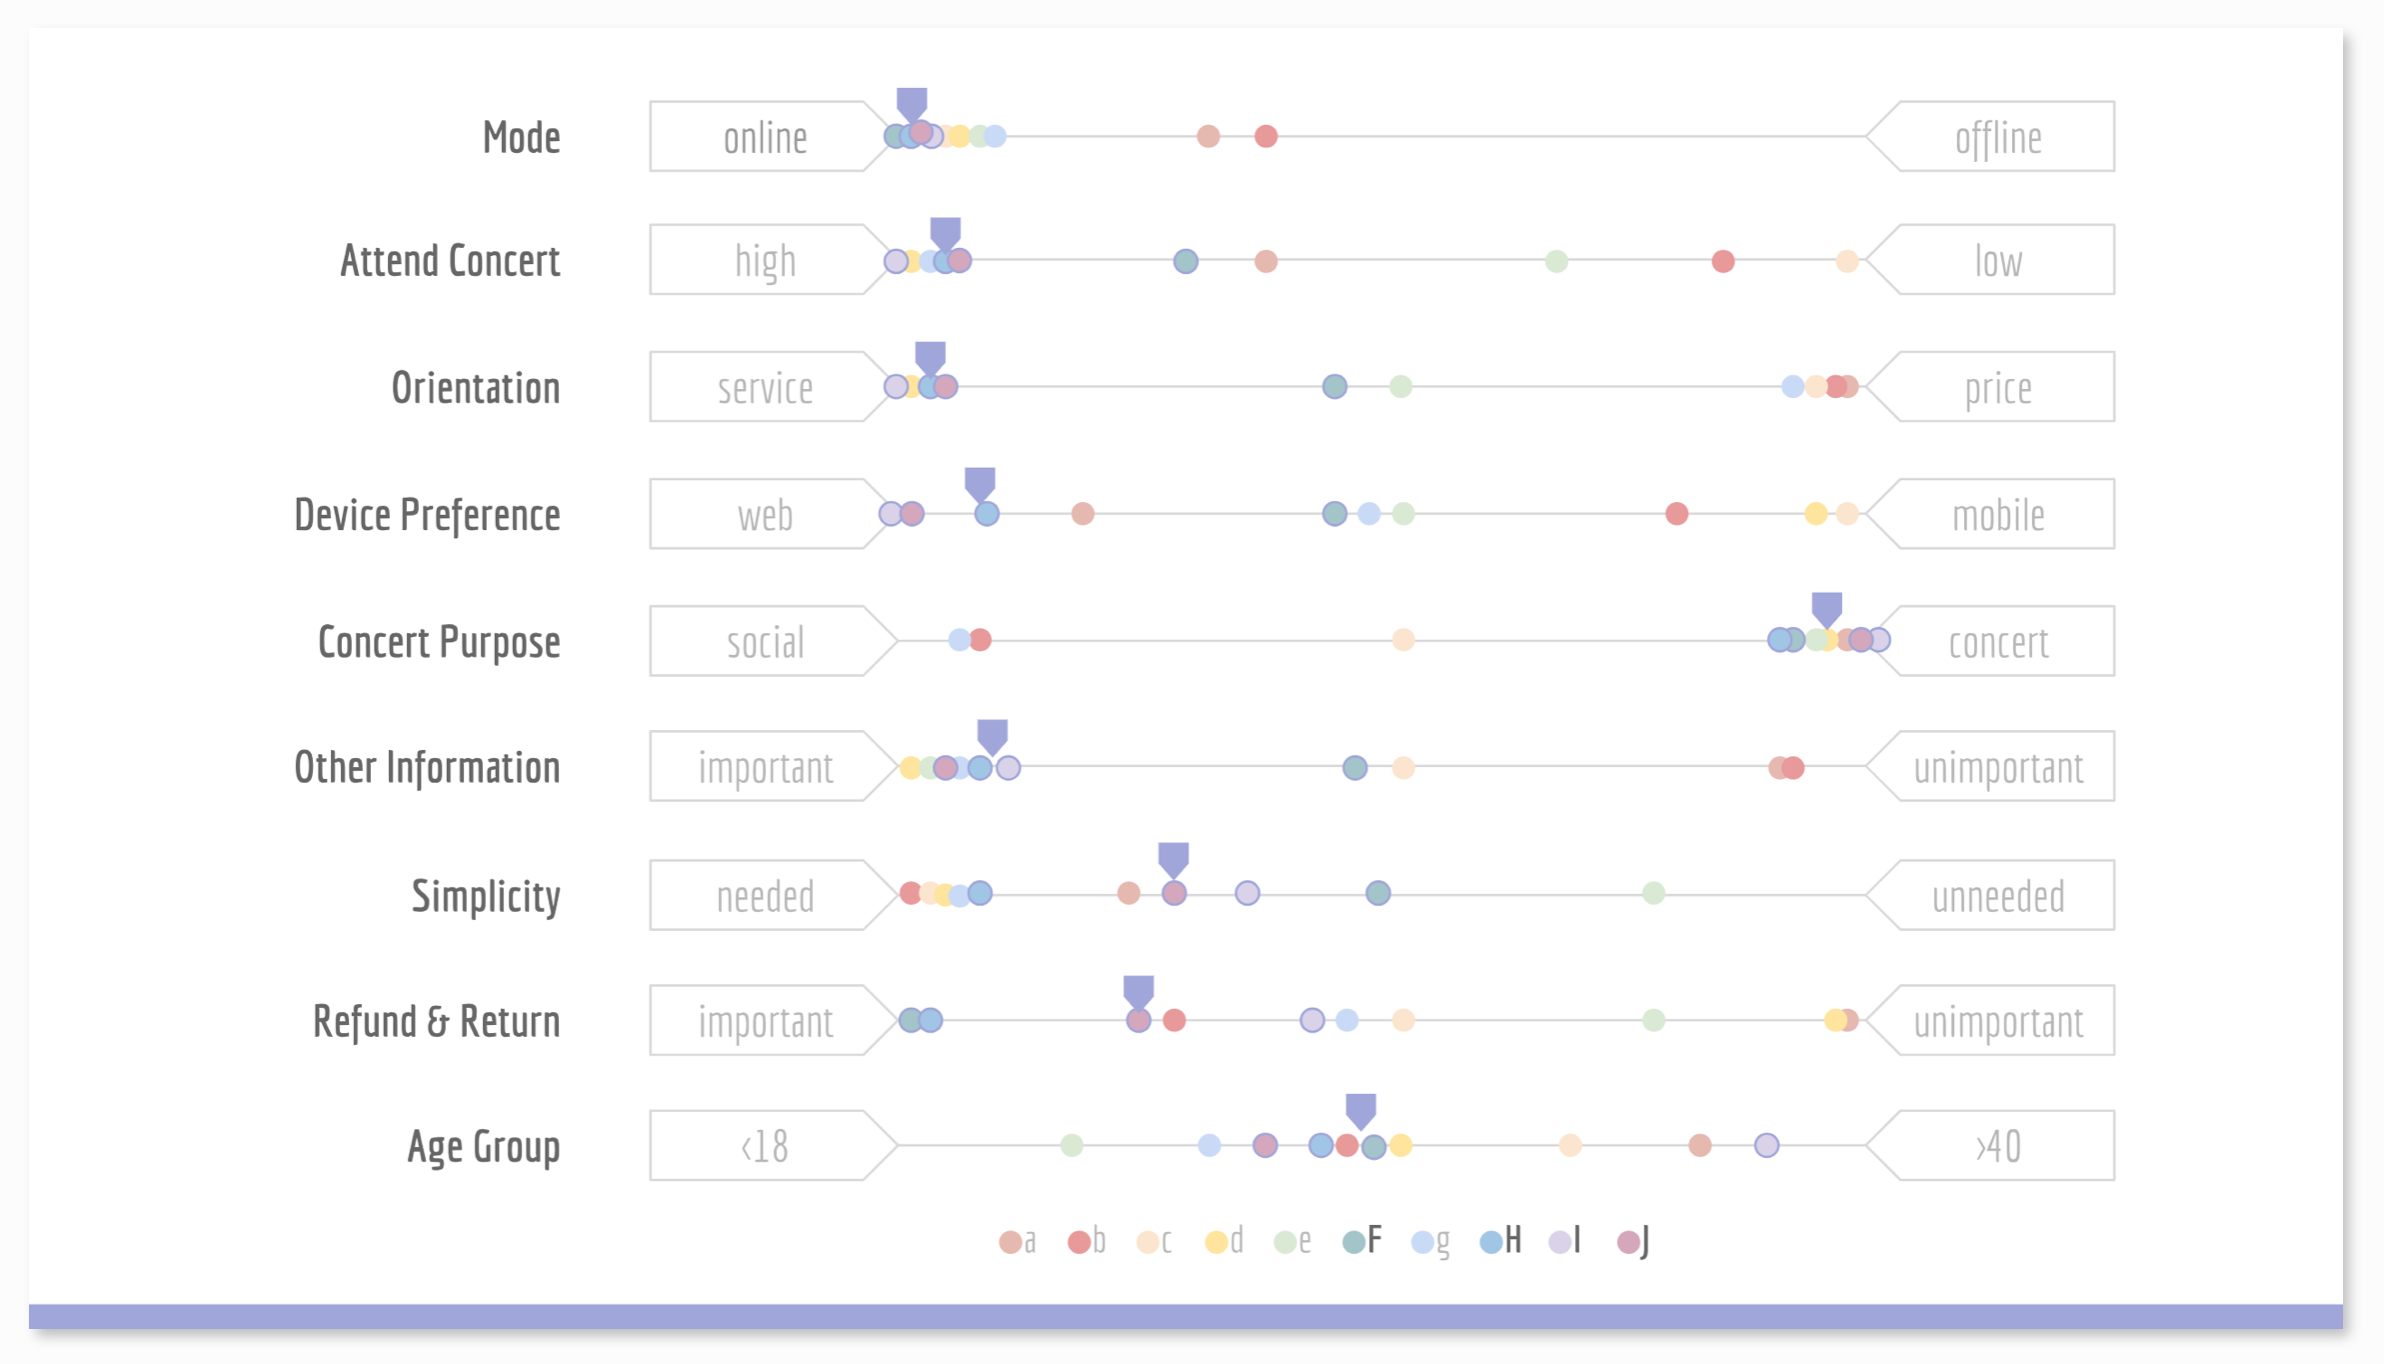 Mode online offline
Attend Concert high low
Orientation service price
Device Preference web mobile
Concert Purpose social concert
Other Information important unimportant
Simplicity needed unneeded
Refund & Return important unimportant
Age Group <18 >40
a b c d e F g H I J